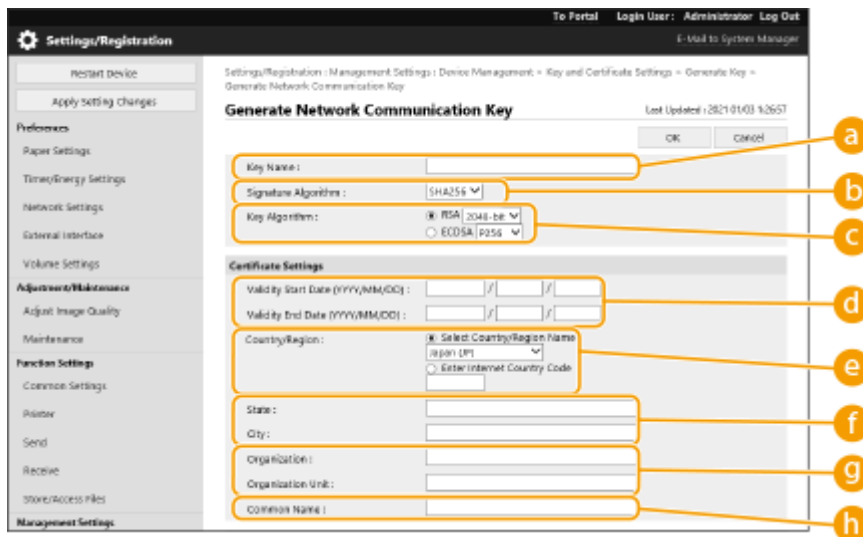 To Portal Login User: Administrator Log Out
Settings/Registration
E-Mail to System Manager
Restart Device
Apply Setting Changes
Preferences
Paper Settings
Timer/Energy Settings
Network Settings
External Interface
Volume Settings
Adjustment/Maintenance
Adjust Image Quality
Maintenance
Function Settings
Common Settings
Printer
Send
Receive
Store/Access Files
Management Settings
Settings/Registration : Management Settings : Device Management > Key and Certificate Settings > Generate Key >
Generate Network Communication Key
Generate Network Communication Key
Last Updated : 2021 01/03 1:26:57
OK Cancel
Key Name :
a
Signature Algorithm : SHA256
b
Key Algorithm : RSA 2048-bit
ECDSA P256
c
Certificate Settings
Validity Start Date (YYYY/MM/DD) : / /
Validity End Date (YYYY/MM/DD) : / /
d
Country/Region : Select Country/Region Name
Japan (JP)
Enter Internet Country Code
e
State :
City :
f
Organization :
Organization Unit :
g
Common Name :
h